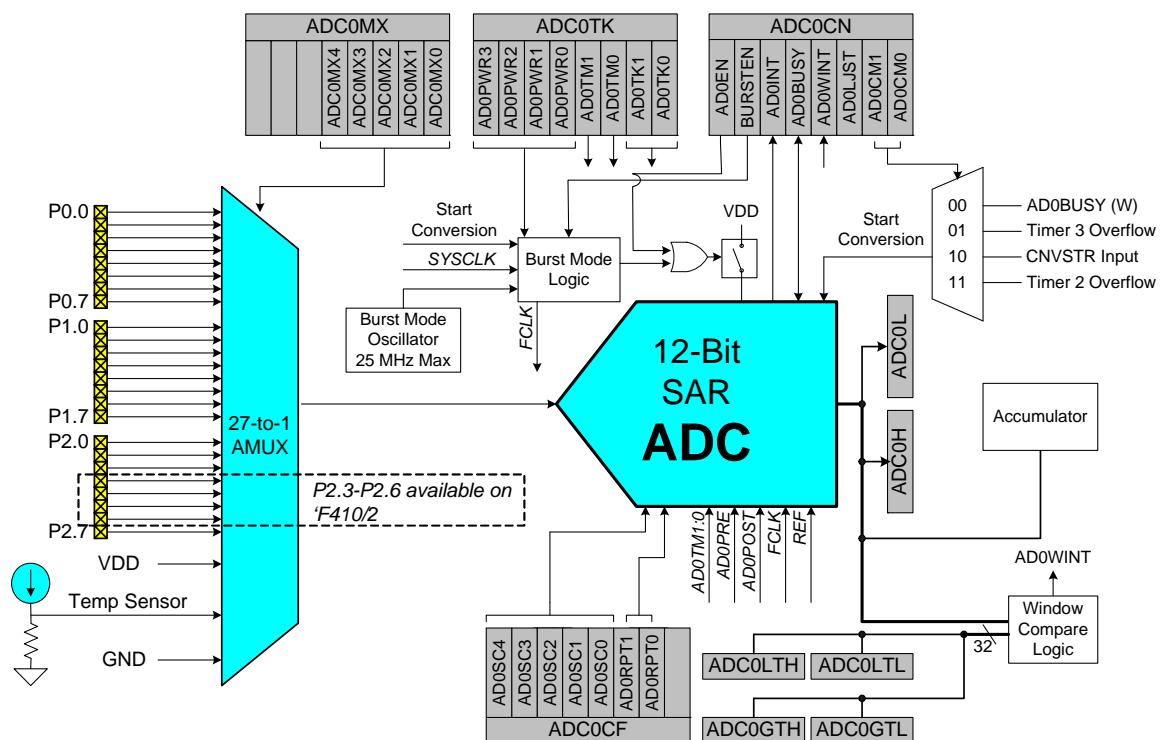 ADC0MX
ADC0MX4
ADC0MX3
ADC0MX2
ADC0MX1
ADC0MX0
ADC0TK
AD0PWR3
AD0PWR2
AD0PWR1
AD0PWR0
AD0TM1
AD0TM0
AD0TK1
AD0TK0
ADC0CN
AD0EN
BURSTEN
AD0INT
AD0BUSY
AD0WINT
AD0LJST
AD0CM1
AD0CM0
P0.0
P0.7
P1.0
P1.7
P2.0
P2.7
VDD
Temp Sensor
GND
27-to-1
AMUX
P2.3-P2.6 available on
‘F410/2
Start
Conversion
SYSCLK
Burst Mode
Logic
Burst Mode
Oscillator
25 MHz Max
FCLK
VDD
Start
Conversion
00
01
10
11
AD0BUSY (W)
Timer 3 Overflow
CNVSTR Input
Timer 2 Overflow
12-Bit
SAR
ADC
ADC0L
ADC0H
Accumulator
AD0TM1:0
AD0PRE
AD0POST
FCLK
REF
AD0WINT
Window
Compare
Logic
32
AD0SC4
AD0SC3
AD0SC2
AD0SC1
AD0SC0
AD0RPT1
AD0RPT0
ADC0CF
ADC0LTH
ADC0LTL
ADC0GTH
ADC0GTL